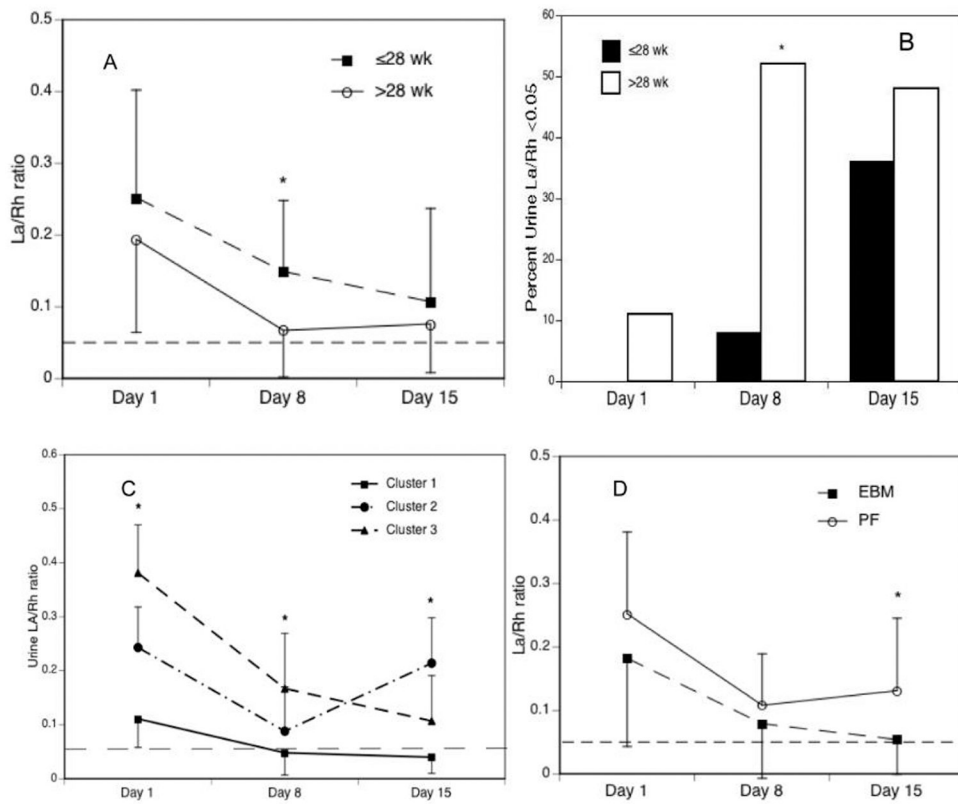 A
La/Rh ratio
≤28 wk
>28 wk
0.5
0.4
0.3
0.2
0.1
0
*
Day 1 Day 8 Day 15
B
Percent Urine La/Rh <0.05
≤28 wk
>28 wk
60
50
40
30
20
10
0
*
Day 1 Day 8 Day 15
C
Urine LA/Rh ratio
Cluster 1
Cluster 2
Cluster 3
0.6
0.5
0.4
0.3
0.2
0.1
0
* * *
Day 1 Day 8 Day 15
D
La/Rh ratio
EBM
PF
0.5
0.4
0.3
0.2
0.1
0
*
Day 1 Day 8 Day 15